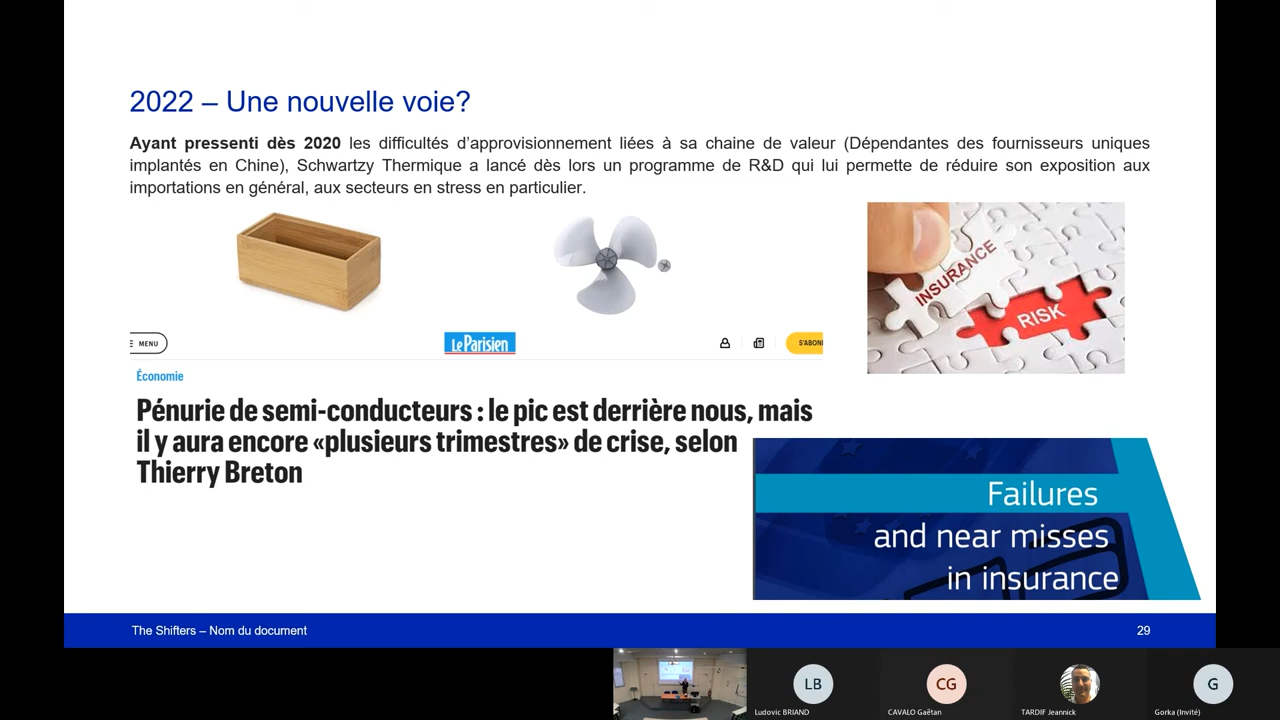 2022 – Une nouvelle voie?
Ayant pressenti dès 2020 les difficultés d’approvisionnement liées à sa chaine de valeur (Dépendantes des fournisseurs uniques
implantés en Chine), Schwartzy Thermique a lancé dès lors un programme de R&D qui lui permette de réduire son exposition aux
importations en général, aux secteurs en stress en particulier.
INSURANCE
RISK
MENU
Le Parisien
S'ABON
Économie
Pénurie de semi-conducteurs : le pic est derrière nous, mais
il y aura encore «plusieurs trimestres» de crise, selon
Thierry Breton
Failures
and near misses
in insurance
The Shifters – Nom du document
29
LB
CG
G
Ludovic BRIAND
CAVALO Gaëtan
TARDIF Jeannick
Gorka (Invité)